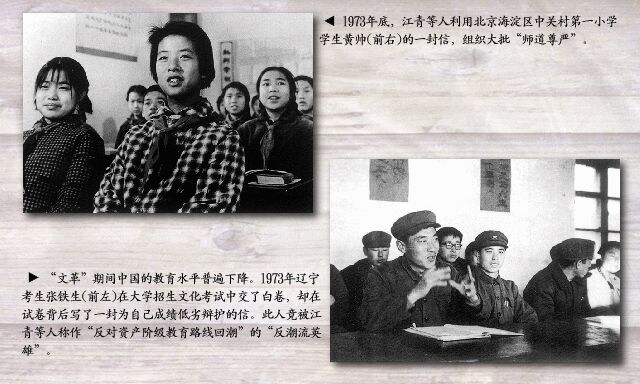 ◀ 1973年底，江青等人利用北京海淀区中关村第一小学
学生黄帅(前右)的一封信，组织大批“师道尊严”。
▶ “文革”期间中国的教育水平普遍下降。1973年辽宁
考生张铁生(前左)在大学招生文化考试中交了白卷，却在
试卷背后写了一封为自己成绩低劣辩护的信。此人竟被江
青等人称作“反对资产阶级教育路线回潮”的“反潮流英
雄”。